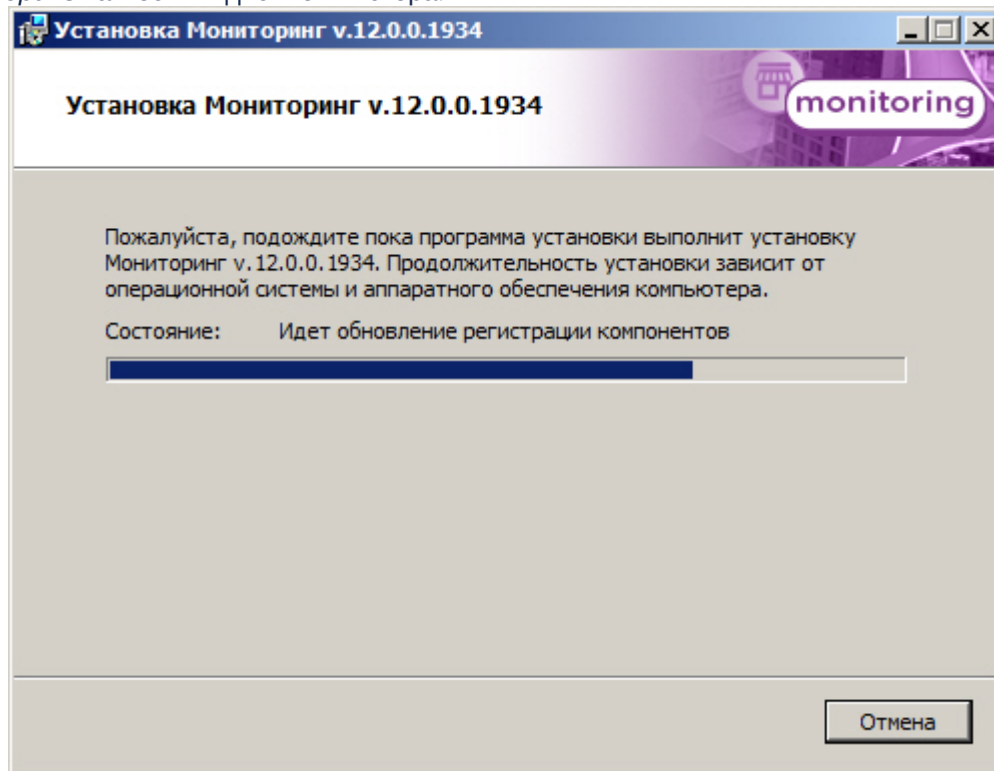 Установка Мониторинг v.12.0.0.1934
Установка Мониторинг v.12.0.0.1934
monitoring
Пожалуйста, подождите пока программа установки выполнит установку
Мониторинг v.12.0.0.1934. Продолжительность установки зависит от
операционной системы и аппаратного обеспечения компьютера.
Состояние: Идет обновление регистрации компонентов
Отмена